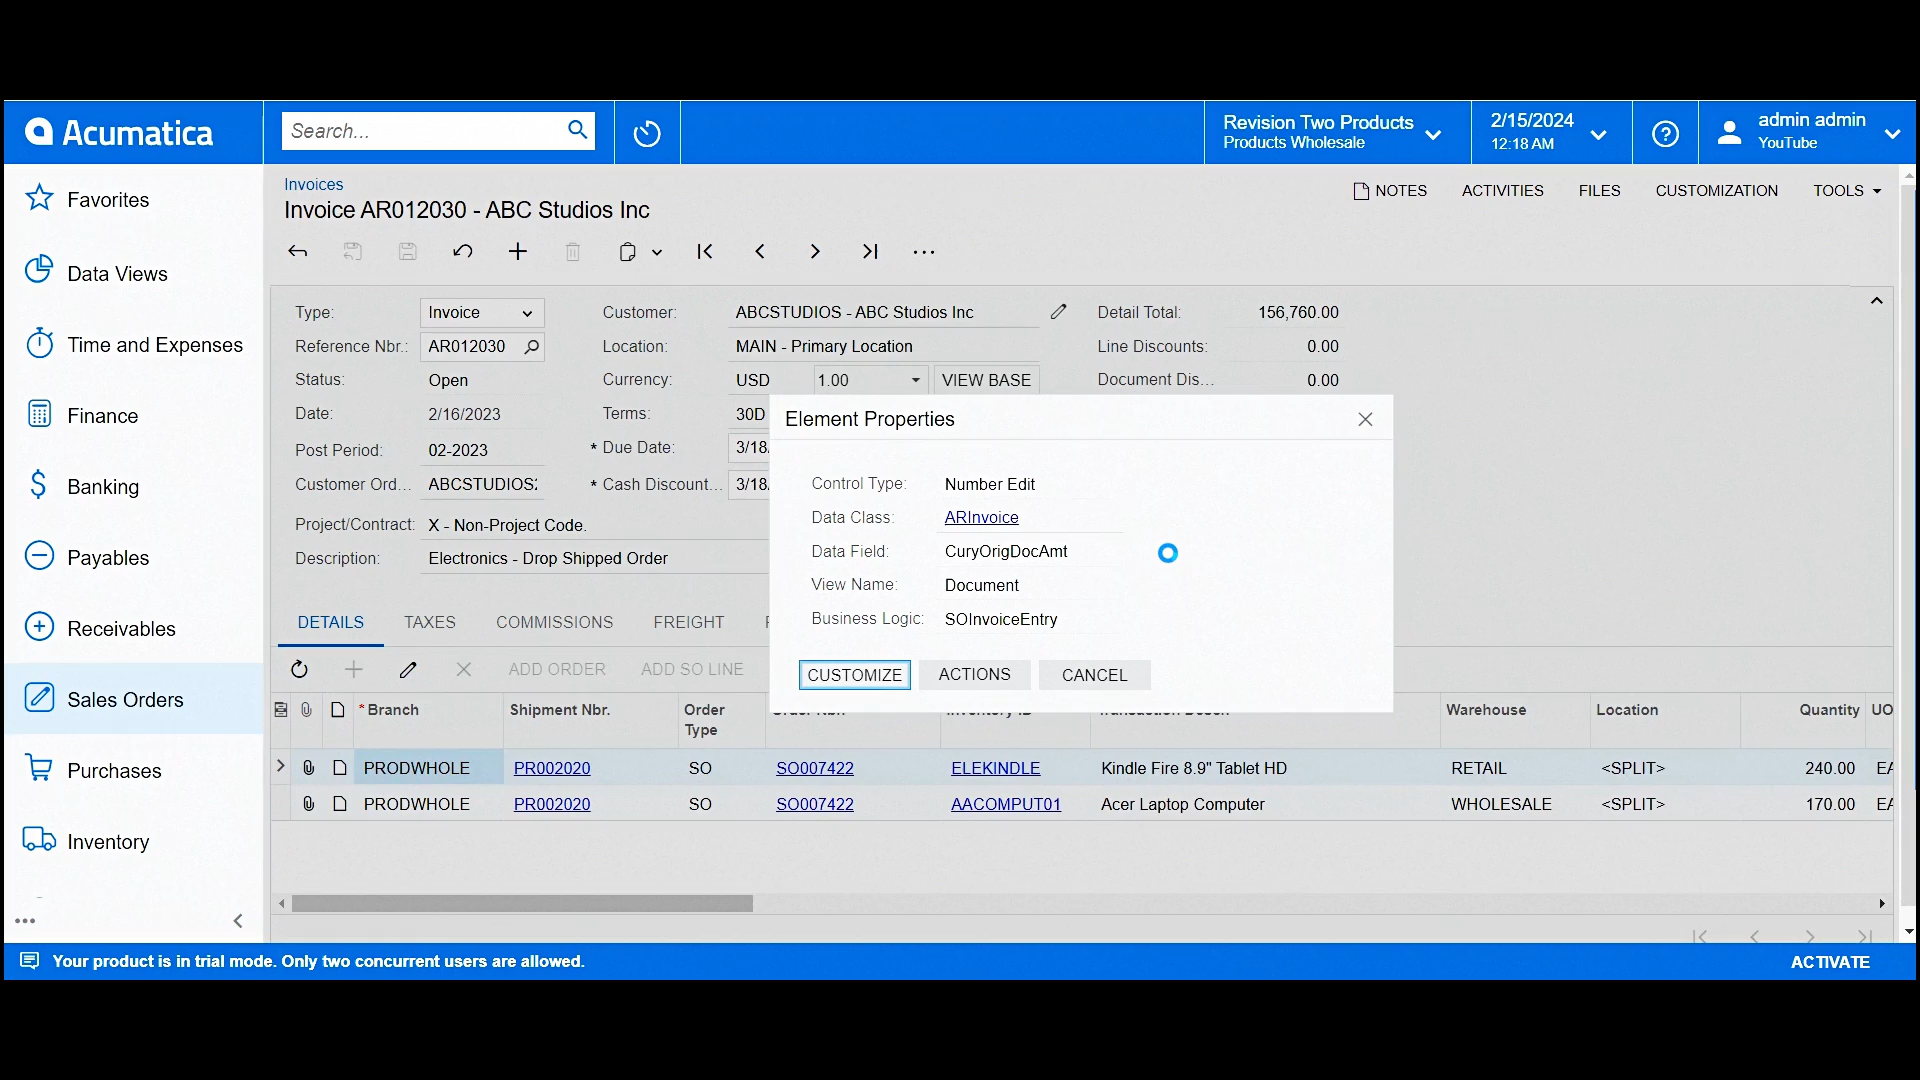 Acumatica
Search...
Revision Two Products
Products Wholesale
2/15/2024
12:18 AM
admin admin
YouTube
Favorites
Data Views
Time and Expenses
Finance
Banking
Payables
Receivables
Sales Orders
Purchases
Inventory
Invoices
Invoice AR012030 - ABC Studios Inc
NOTES ACTIVITIES FILES CUSTOMIZATION TOOLS
Type: Invoice
Reference Nbr.: AR012030
Status: Open
Date: 2/16/2023
Post Period: 02-2023
Customer Ord... ABCSTUDIOS
Project/Contract: X - Non-Project Code.
Description: Electronics - Drop Shipped Order
Customer: ABCSTUDIOS - ABC Studios Inc
Location: MAIN - Primary Location
Currency: USD 1.00 VIEW BASE
Terms: 30D
* Due Date: 3/18
* Cash Discount... 3/18
Detail Total: 156,760.00
Line Discounts: 0.00
Document Dis... 0.00
Element Properties
Control Type: Number Edit
Data Class: ARInvoice
Data Field: CuryOrigDocAmt
View Name: Document
Business Logic: SOInvoiceEntry
CUSTOMIZE ACTIONS CANCEL
DETAILS TAXES COMMISSIONS FREIGHT
ADD ORDER ADD SO LINE
* Branch Shipment Nbr. Order Type Warehouse Location Quantity UO
PRODWHOLE PR002020 SO SO007422 ELEKINDLE Kindle Fire 8.9" Tablet HD RETAIL <SPLIT> 240.00 EA
PRODWHOLE PR002020 SO SO007422 AACOMPUT01 Acer Laptop Computer WHOLESALE <SPLIT> 170.00 EA
Your product is in trial mode. Only two concurrent users are allowed.
ACTIVATE